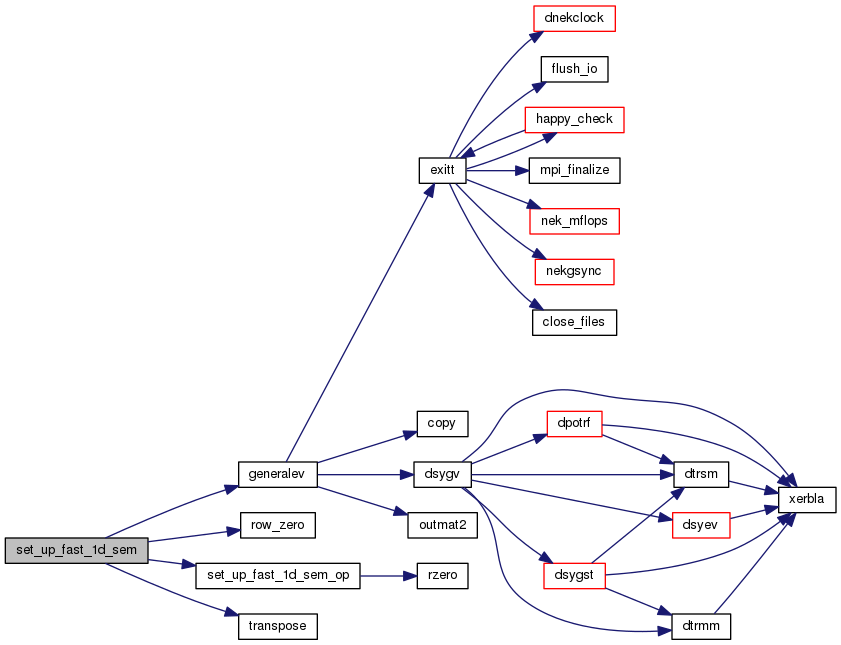 dnekclock
flush_io
happy_check
exitt
mpi_finalize
nek_mflops
nekgsync
close_files
copy
dpotrf
generalev
dsygv
dtrsm
xerbla
row_zero
outmat2
dsyev
set_up_fast_1d_sem
set_up_fast_1d_sem_op
rzero
dsygst
transpose
dtrmm